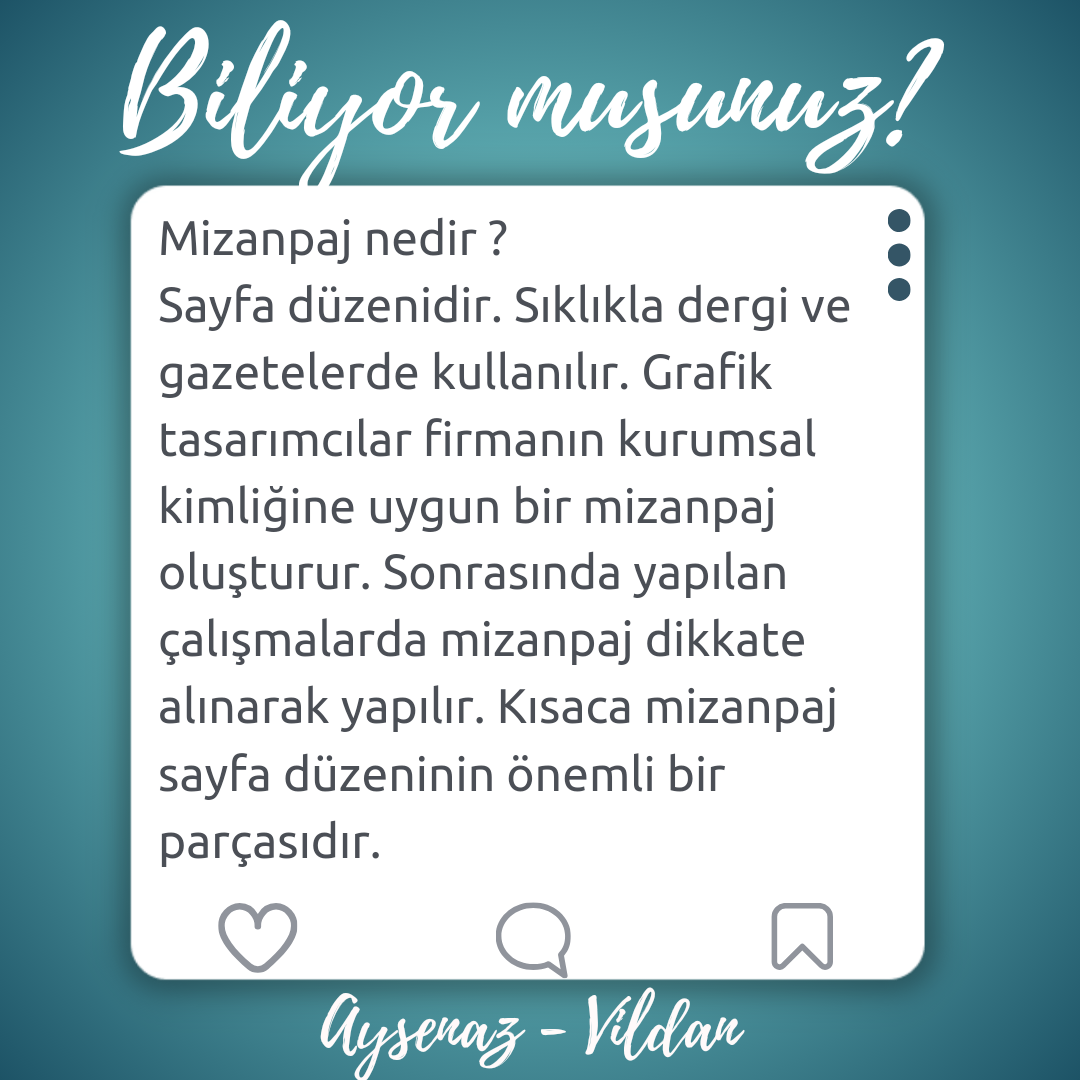 Biliyor musunuz?
Mizanpaj nedir ?
Sayfa düzenidir. Sıklıkla dergi ve
gazetelerde kullanılır. Grafik
tasarımcılar firmanın kurumsal
kimliğine uygun bir mizanpaj
oluşturur. Sonrasında yapılan
çalışmalarda mizanpaj dikkate
alınarak yapılır. Kısaca mizanpaj
sayfa düzeninin önemli bir
parçasıdır.
Aysenaz - Vildan